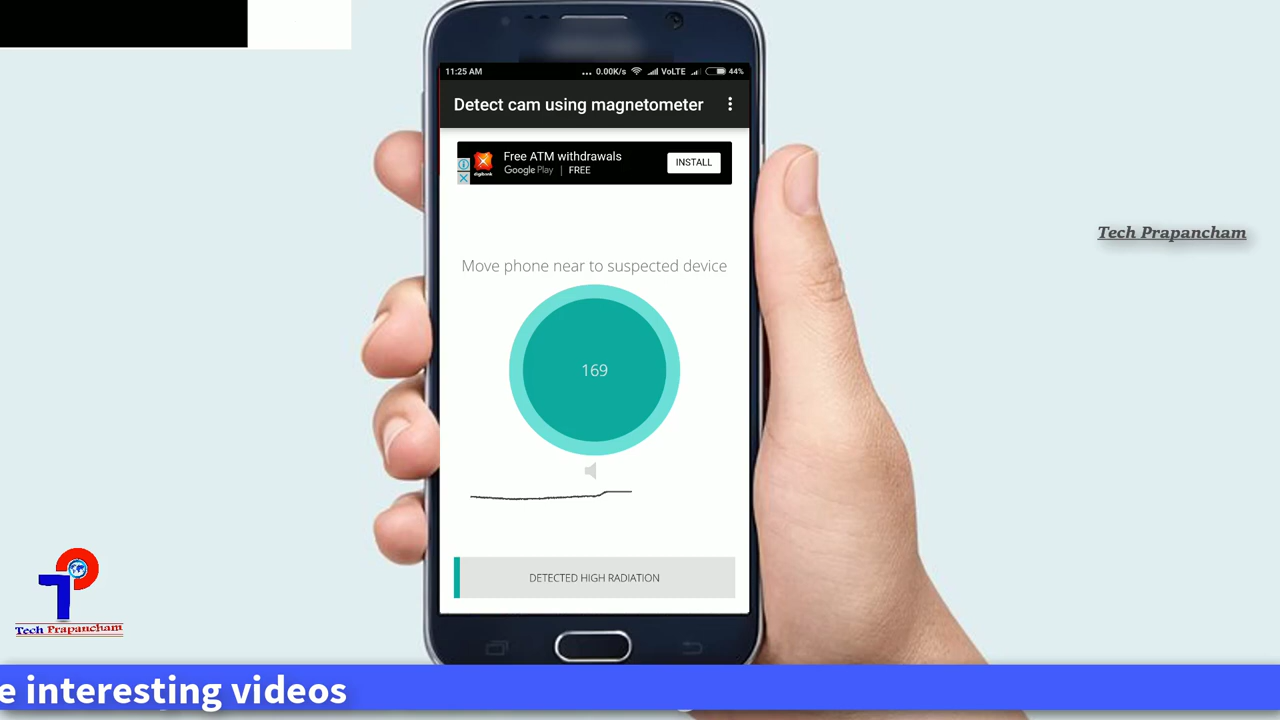 11:25 AM
... 0.00K/s VoLTE 44%
Detect cam using magnetometer
Free ATM withdrawals
Google Play | FREE
digibank
INSTALL
Tech Prapancham
Move phone near to suspected device
169
DETECTED HIGH RADIATION
Tech Prapancham
e interesting videos